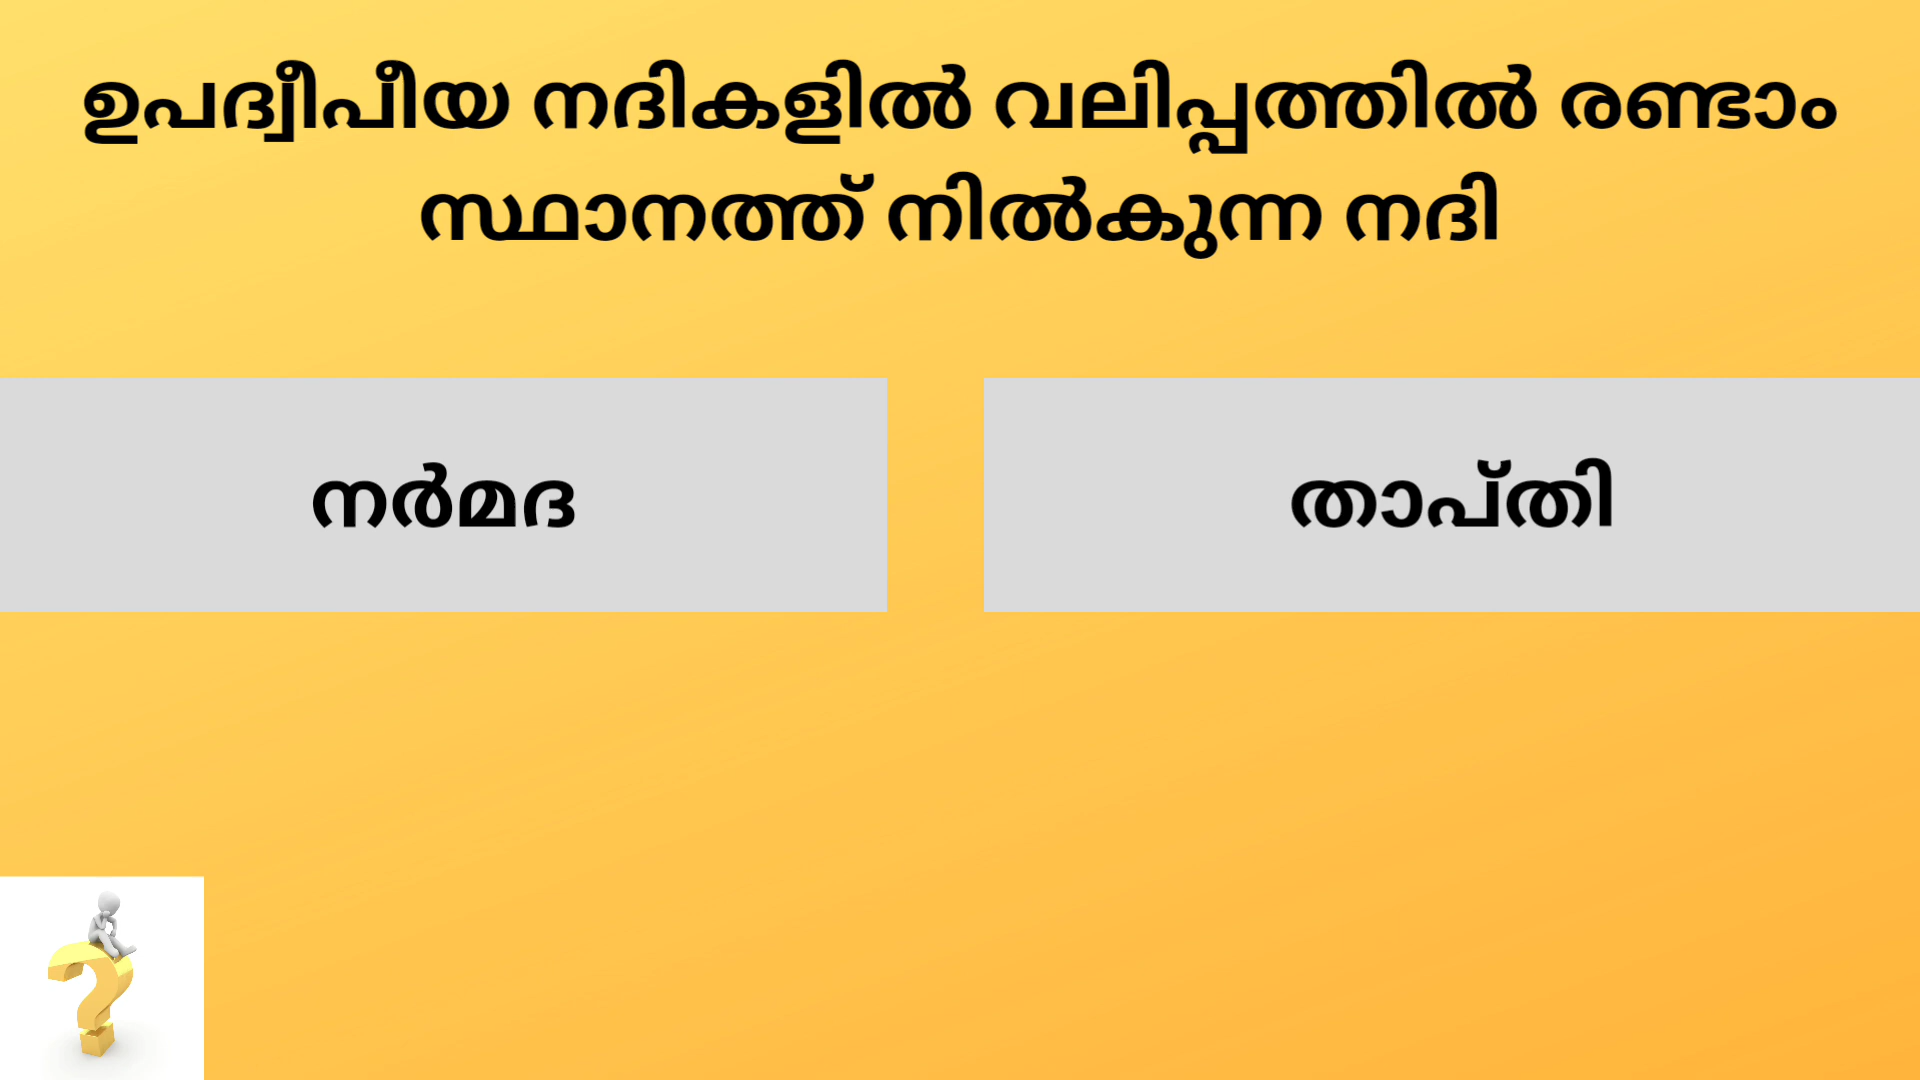 ഉപദ്വീപീയ നദികളിൽ വലിപ്പത്തിൽ രണ്ടാം
സ്ഥാനത്ത് നിൽകുന്ന നദി
നർമദ
താപ്തി